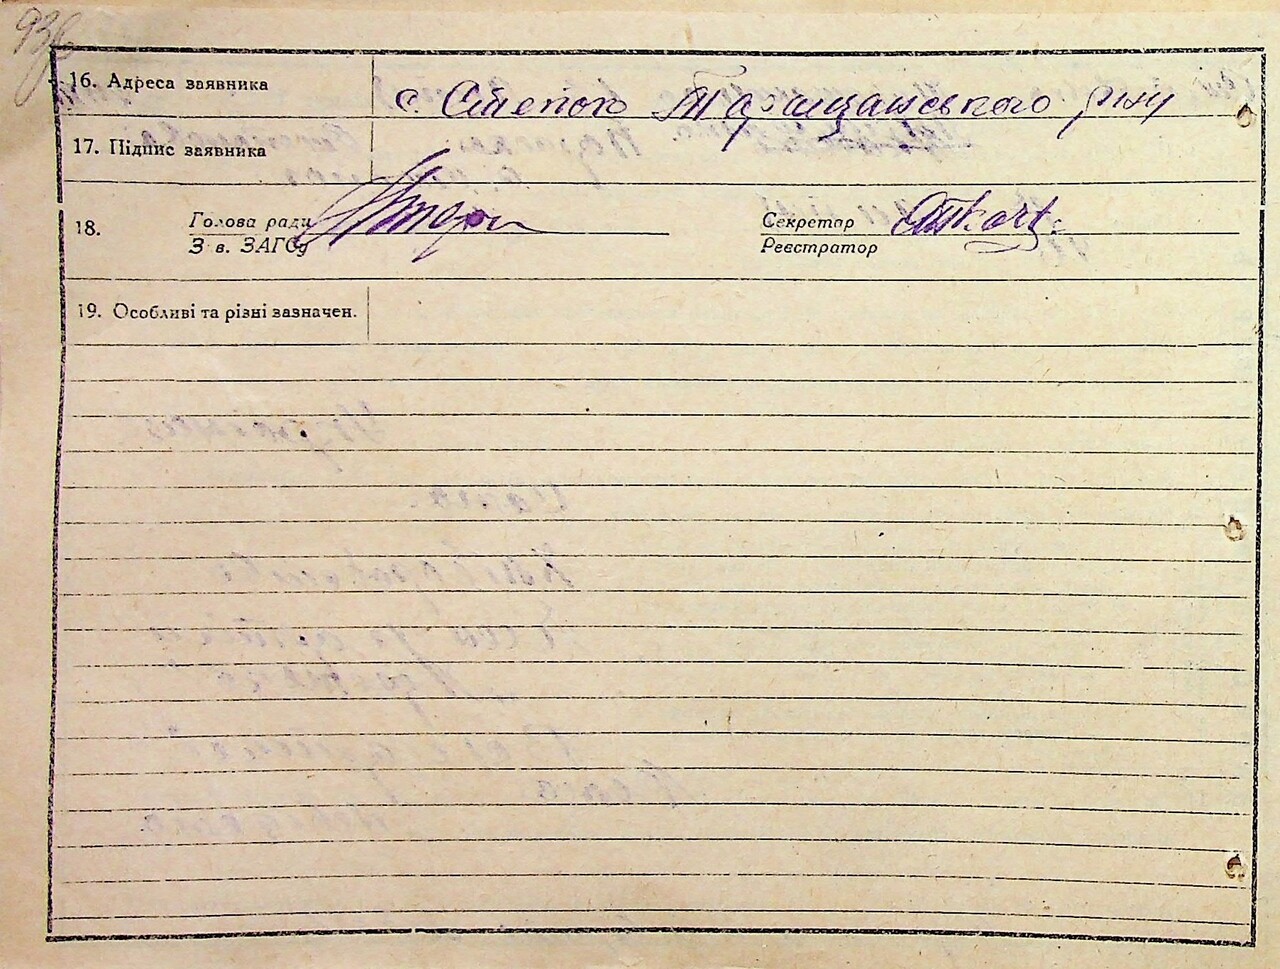 93
16. Адреса заявника с. Степок Таращанського р-ну
17. Підпис заявника
18. Голова ради Секретар
З в. ЗАГСу Реєстратор
19. Особливі та різні зазначен.